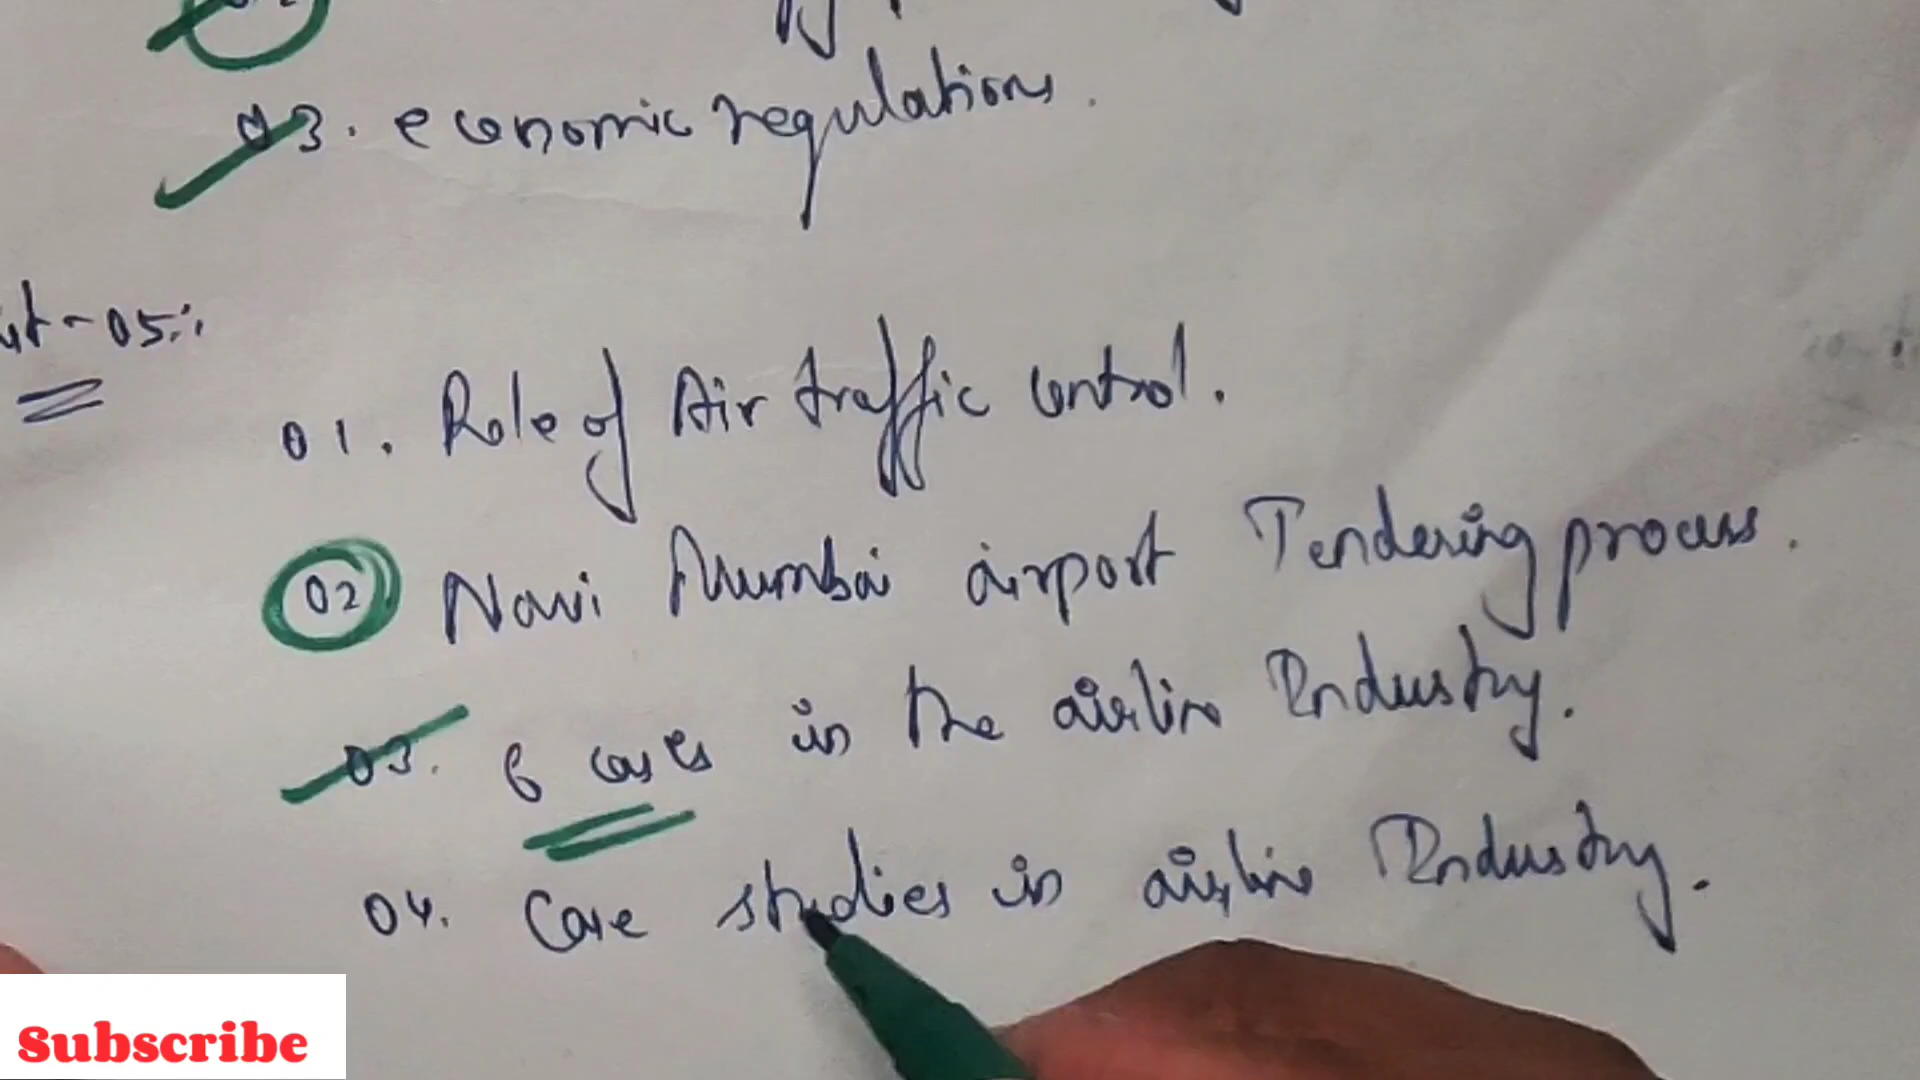 03. economic regulations.
05:
01. Role of Air traffic control.
02 Navi Mumbai airport Tendering process.
03. 6 cases in the airline Industry.
04. Case studies in airline Industry.
Subscribe